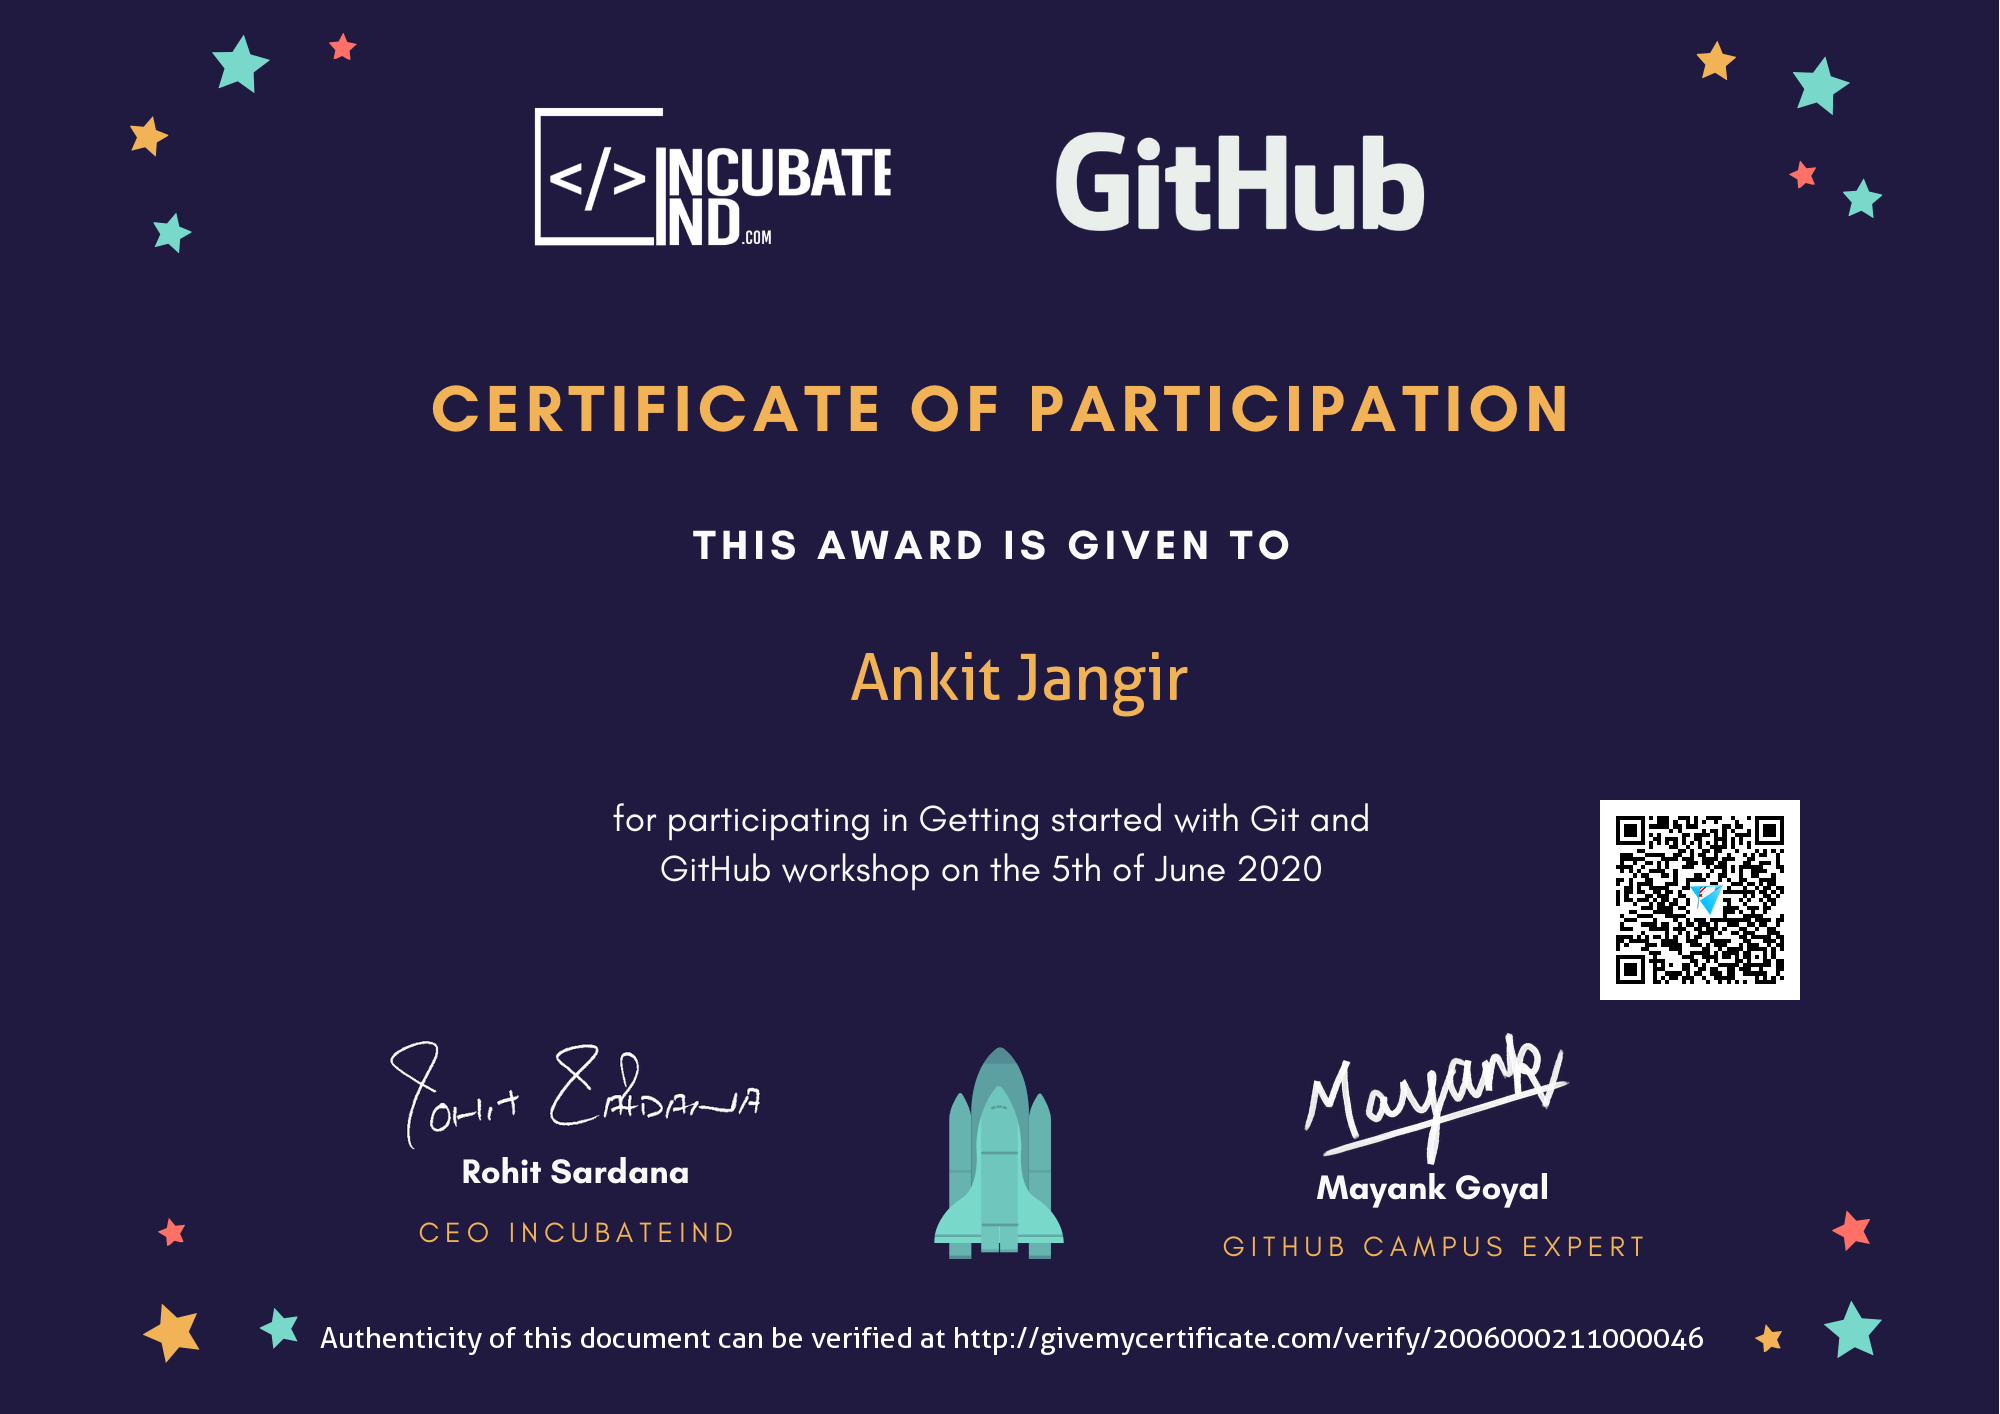 </> INCUBATE
IND.COM
GitHub
CERTIFICATE OF PARTICIPATION
THIS AWARD IS GIVEN TO
Ankit Jangir
for participating in Getting started with Git and
GitHub workshop on the 5th of June 2020
Rohit Sardana
Mayank
Rohit Sardana
Mayank Goyal
CEO INCUBATEIND
GITHUB CAMPUS EXPERT
Authenticity of this document can be verified at http://givemycertificate.com/verify/2006000211000046